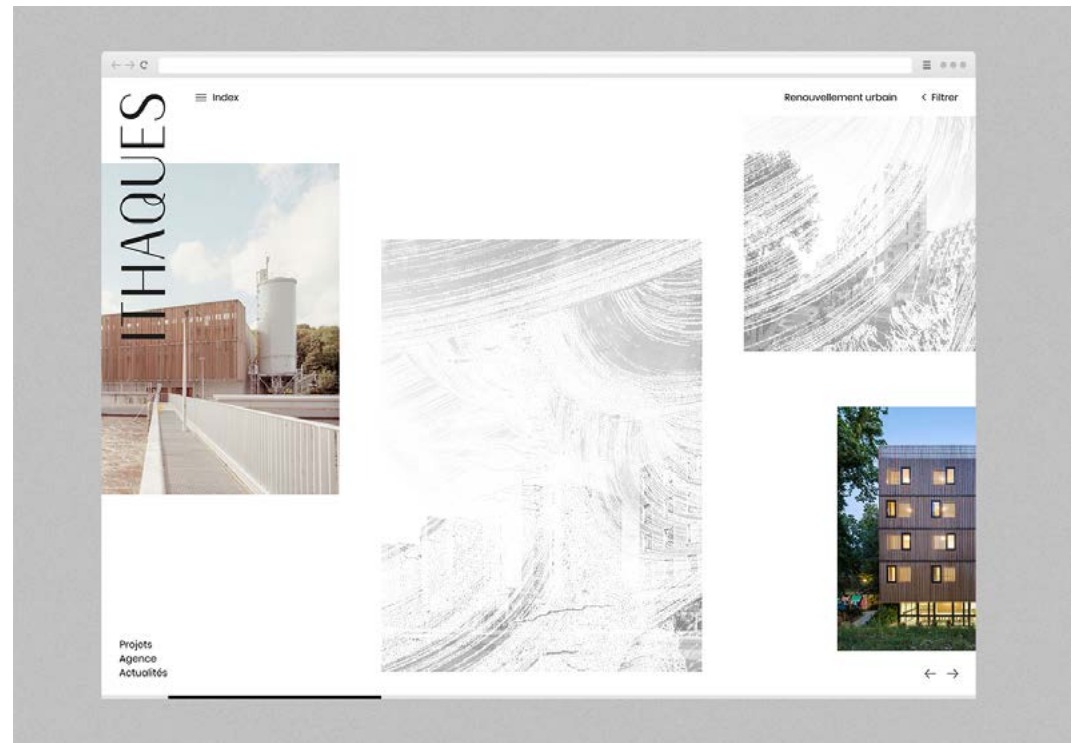 ITHAQUES
Index
Renouvellement urbain
Filtrer
Projets
Agence
Actualités